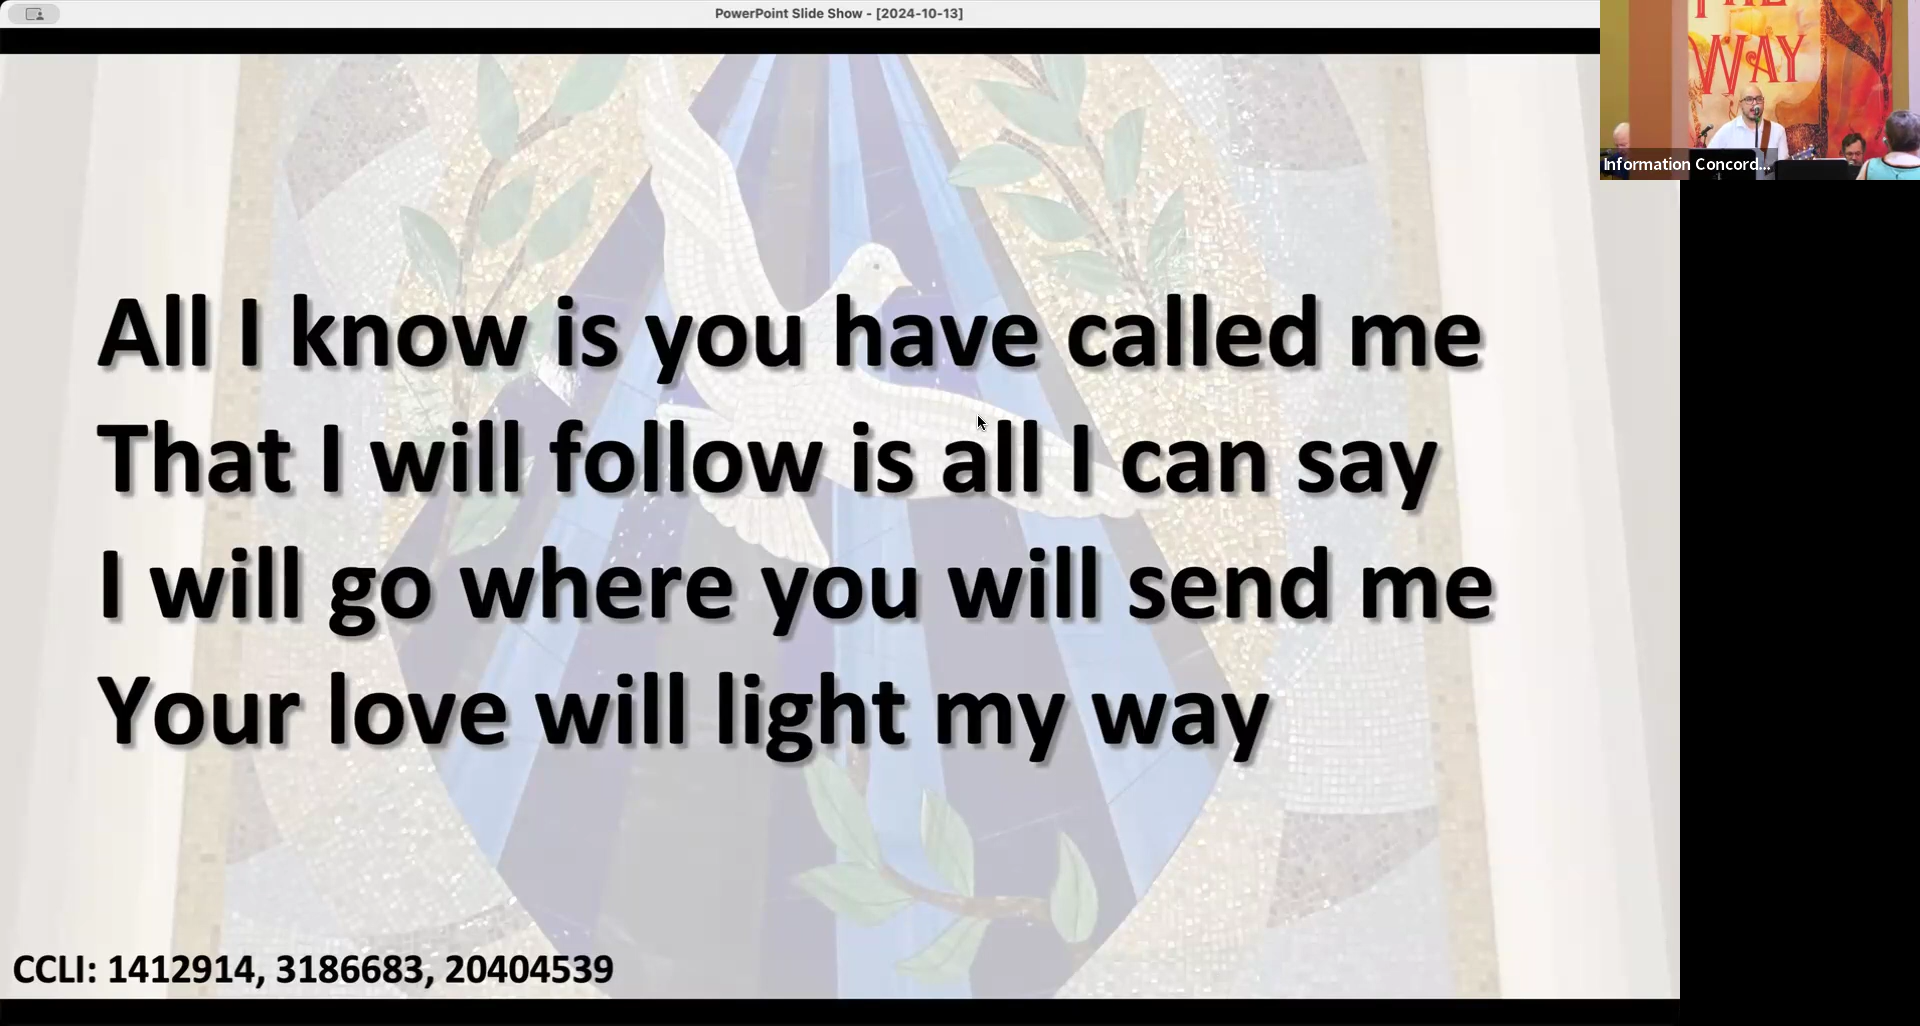 PowerPoint Slide Show - [2024-10-13]
WAY
Information Concord...
All I know is you have called me
That I will follow is all I can say
I will go where you will send me
Your love will light my way
CCLI: 1412914, 3186683, 20404539